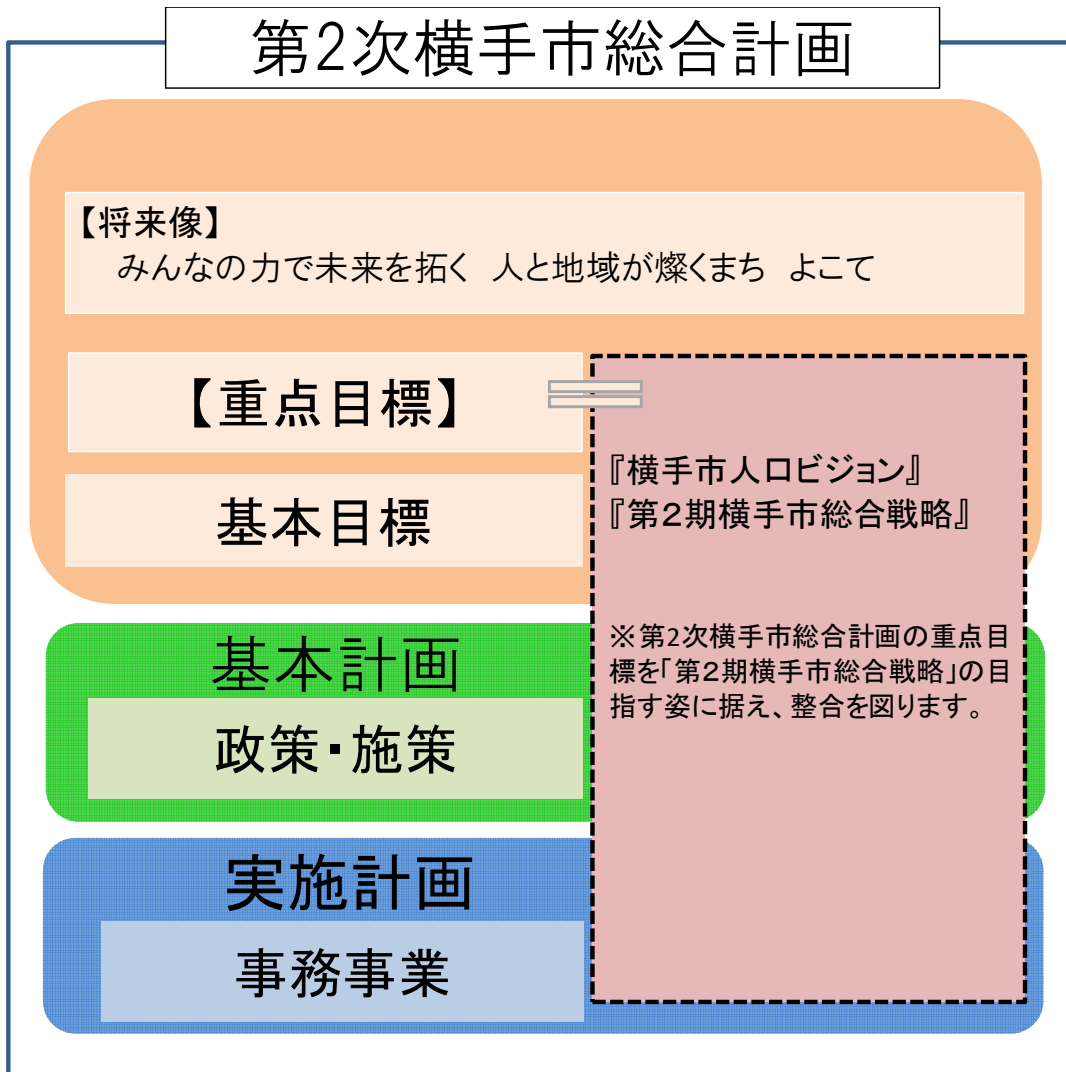 第2次横手市総合計画
【将来像】
みんなの力で未来を拓く 人と地域が燦くまち よこて
【重点目標】
基本目標
『横手市人口ビジョン』
『第２期横手市総合戦略』
※第2次横手市総合計画の重点目
標を｢第２期横手市総合戦略｣の目
指す姿に据え、整合を図ります。
基本計画
政策・施策
実施計画
事務事業